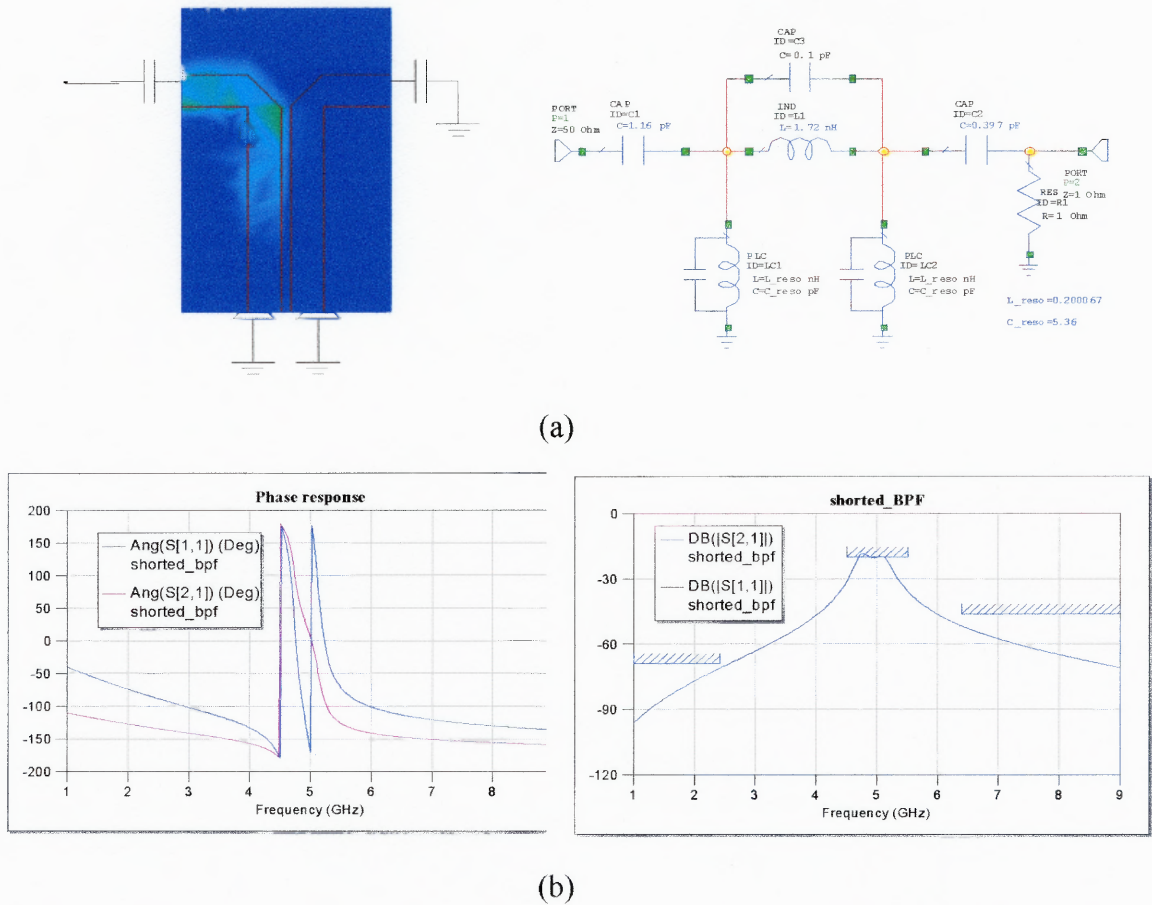 CAP
ID=C3
C=0.1 pF
PORT
P=1
Z=50 Ohm
CAP
ID=C1
C=1.16 pF
IND
ID=L1
L=1.72 nH
CAP
ID=C2
C=0.397 pF
PORT
P=2
Z=1 Ohm
RES
ID=R1
R=1 Ohm
PLC
ID=LC1
L=L_reso nH
C=C_reso pF
PLC
ID=LC2
L=L_reso nH
C=C_reso pF
L_reso=0.200067
C_reso=5.36
(a)
Phase response
200
150
100
50
0
-50
-100
-150
-200
Ang(S[1,1]) (Deg)
shorted_bpf
Ang(S[2,1]) (Deg)
shorted_bpf
1 2 3 4 5 6 7 8
Frequency (GHz)
shorted_BPF
0
-30
-60
-90
-120
DB(|S[2,1]|)
shorted_bpf
DB(|S[1,1]|)
shorted_bpf
1 2 3 4 5 6 7 8 9
Frequency (GHz)
(b)